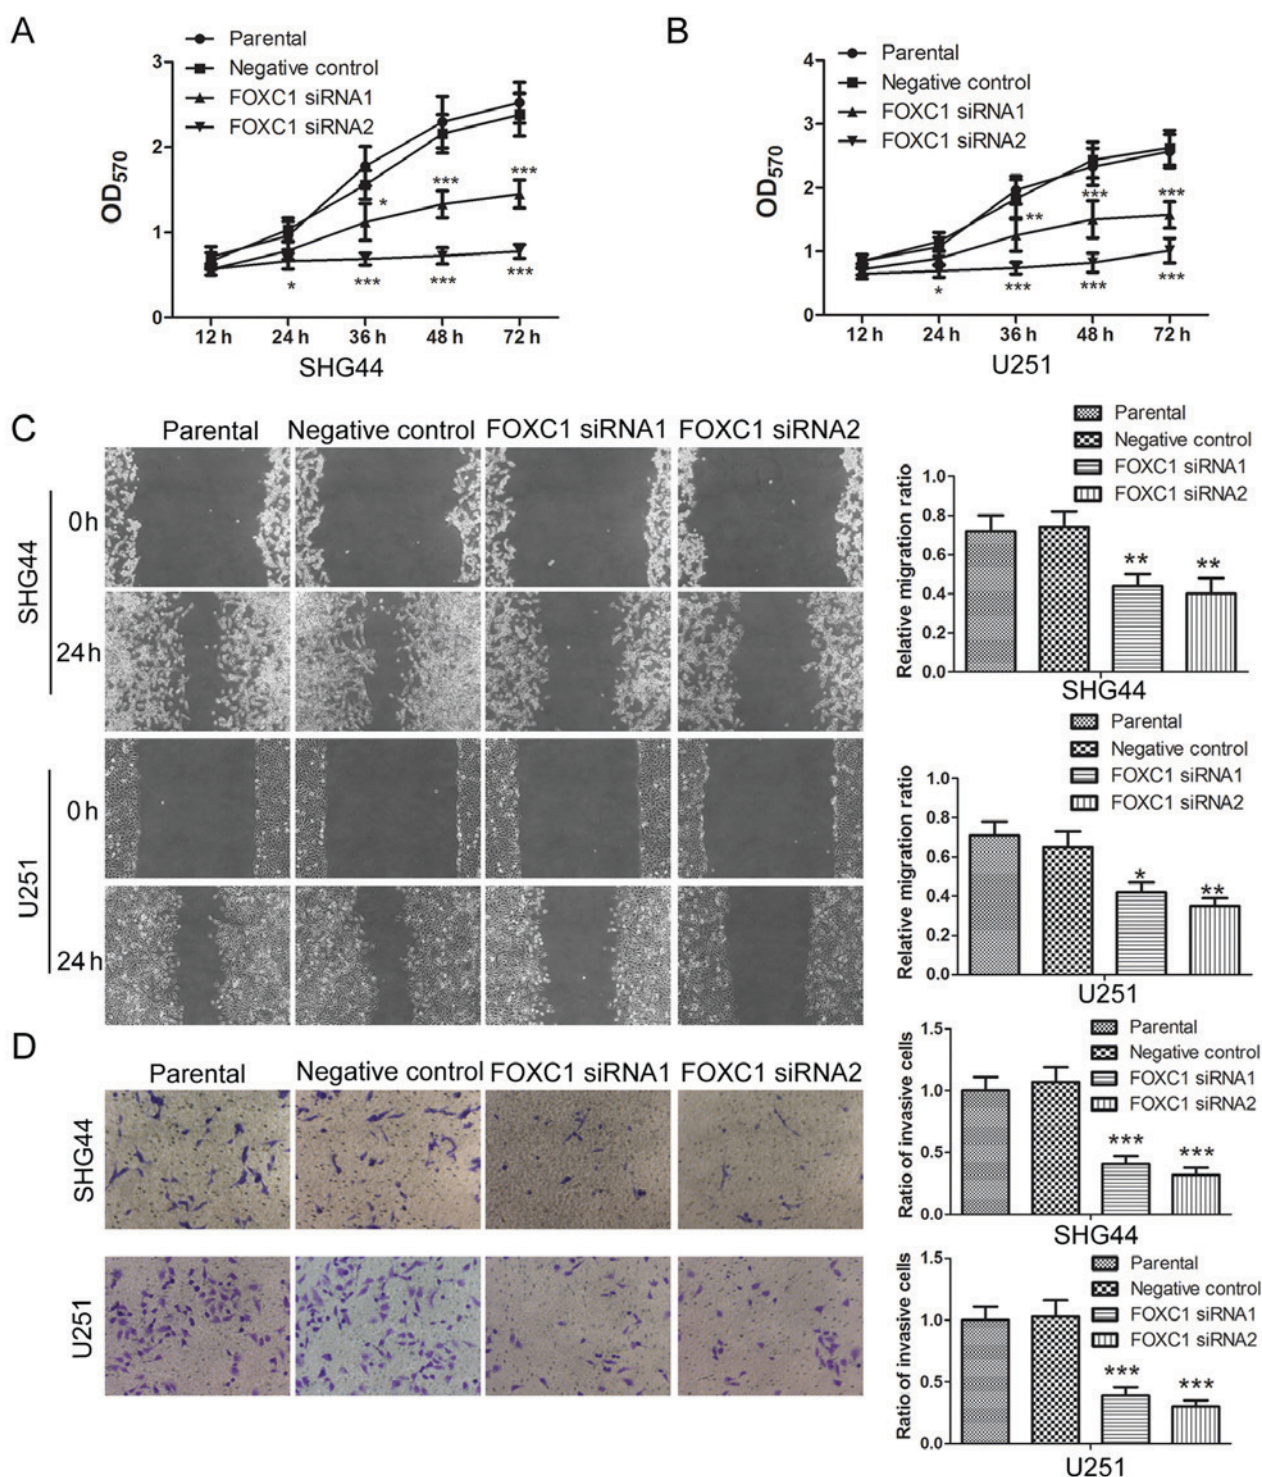 A
Parental
Negative control
FOXC1 siRNA1
FOXC1 siRNA2
OD570
3
2
1
0
***
***
*
*
***
***
***
12 h 24 h 36 h 48 h 72 h
SHG44
B
Parental
Negative control
FOXC1 siRNA1
FOXC1 siRNA2
OD570
4
3
2
1
0
***
***
**
*
***
***
***
12 h 24 h 36 h 48 h 72 h
U251
C
Parental Negative control FOXC1 siRNA1 FOXC1 siRNA2
SHG44
0h
24h
U251
0h
24h
Parental
Negative control
FOXC1 siRNA1
FOXC1 siRNA2
Relative migration ratio
1.0
0.8
0.6
0.4
0.2
0.0
** **
SHG44
Parental
Negative control
FOXC1 siRNA1
FOXC1 siRNA2
Relative migration ratio
1.0
0.8
0.6
0.4
0.2
0.0
* **
U251
D
Parental Negative control FOXC1 siRNA1 FOXC1 siRNA2
SHG44
U251
Parental
Negative control
FOXC1 siRNA1
FOXC1 siRNA2
Ratio of invasive cells
1.5
1.0
0.5
0.0
*** ***
SHG44
Parental
Negative control
FOXC1 siRNA1
FOXC1 siRNA2
Ratio of invasive cells
1.5
1.0
0.5
0.0
*** ***
U251